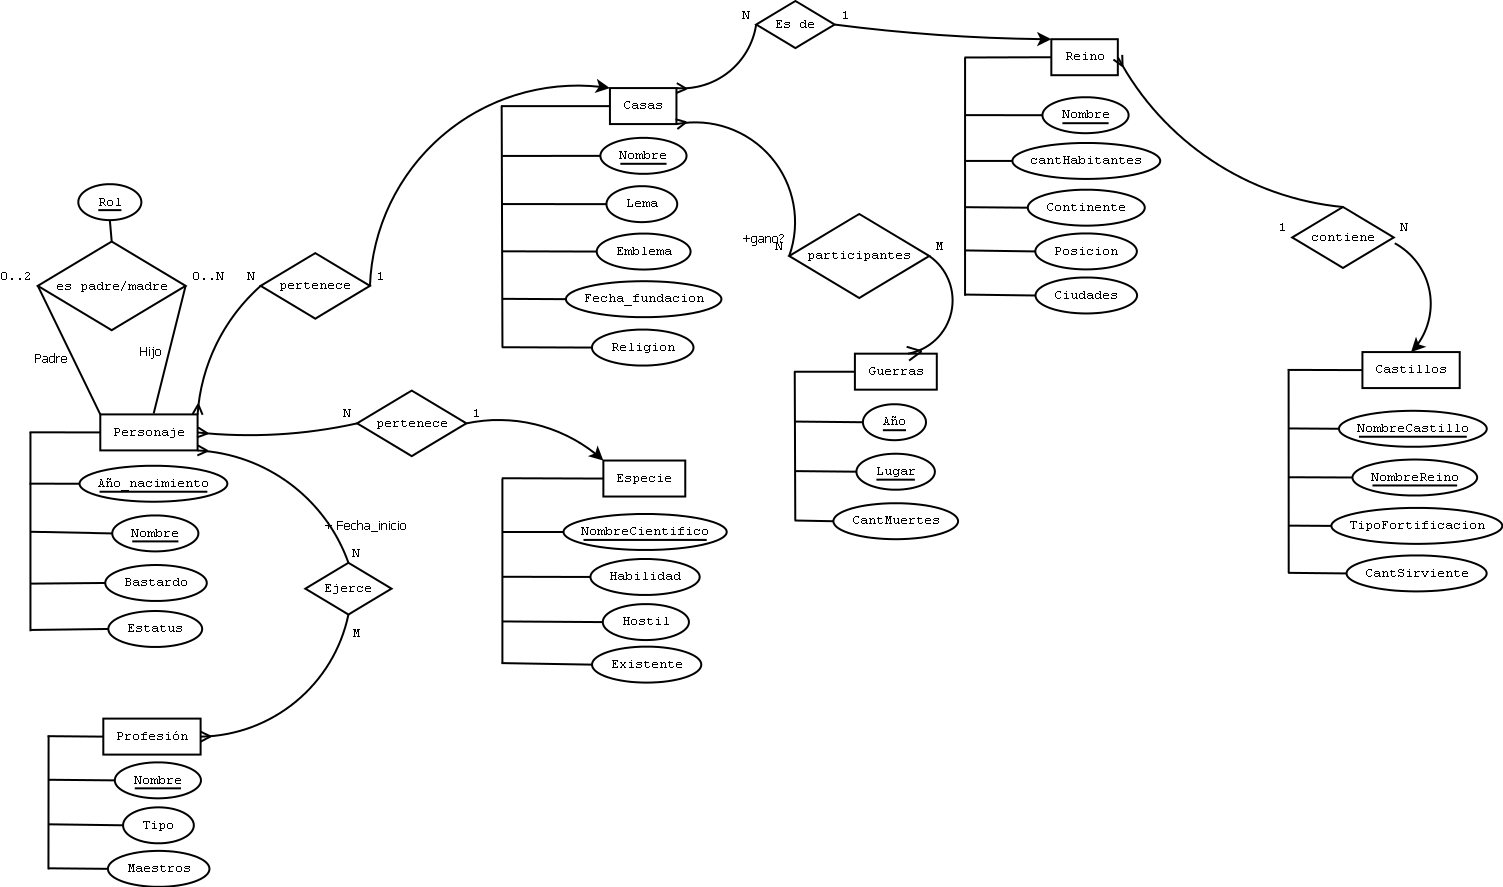 N
Es de
1
Reino
Nombre
cantHabitantes
Continente
Posicion
Ciudades
Casas
Nombre
Lema
Emblema
Fecha_fundacion
Religion
Rol
0..2
es padre/madre
0..N
Padre
Hijo
N
pertenece
1
+gano?
N
participantes
M
1
contiene
N
Guerras
Año
Lugar
CantMuertes
Castillos
NombreCastillo
NombreReino
TipoFortificacion
CantSirviente
Personaje
Año_nacimiento
Nombre
Bastardo
Estatus
N
pertenece
1
Especie
NombreCientifico
Habilidad
Hostil
Existente
+ Fecha_inicio
N
Ejerce
M
Profesión
Nombre
Tipo
Maestros